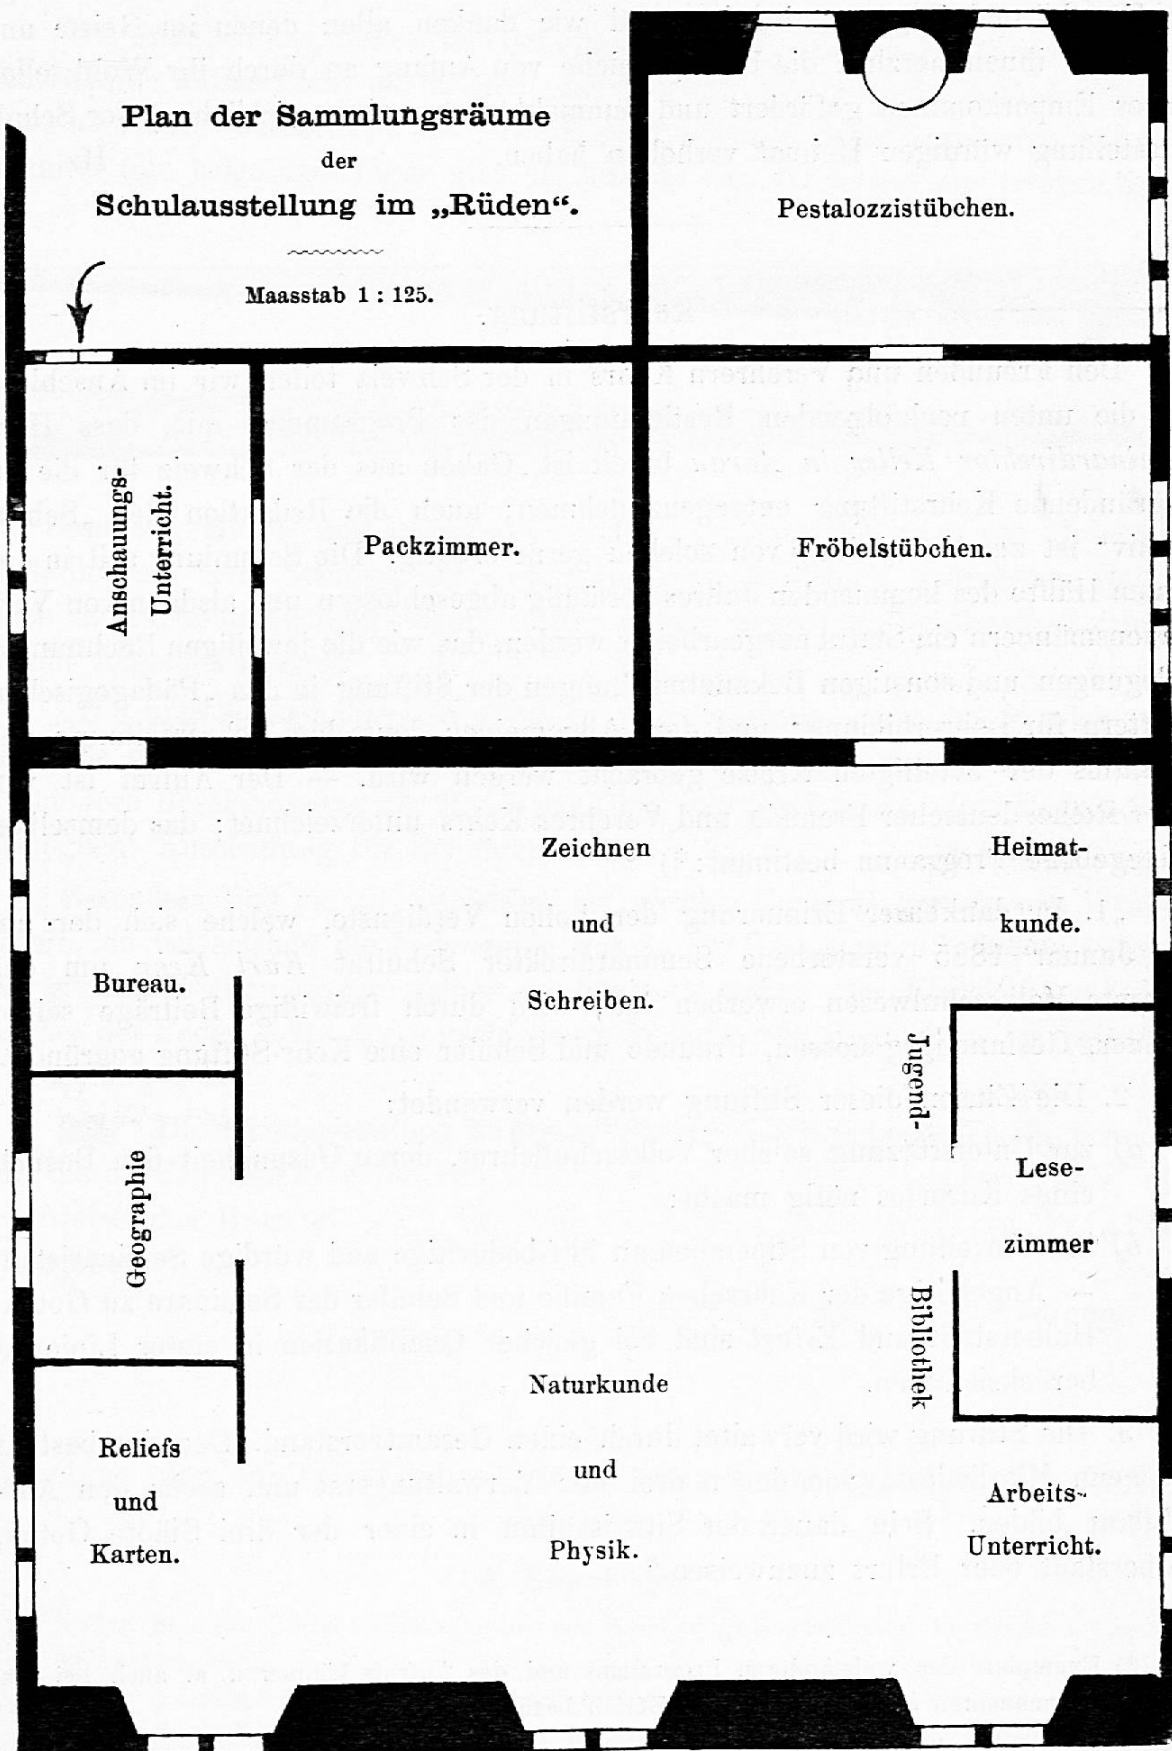 Plan der Sammlungsräume
der
Schulausstellung im „Rüden“.
Maasstab 1 : 125.
Pestalozzistübchen.
Anschauungs-
Unterricht.
Packzimmer.
Fröbelstübchen.
Zeichnen
und
Schreiben.
Heimat-
kunde.
Bureau.
Geographie
Reliefs
und
Karten.
Jugend-
Bibliothek
Lese-
zimmer
Naturkunde
und
Physik.
Arbeits-
Unterricht.